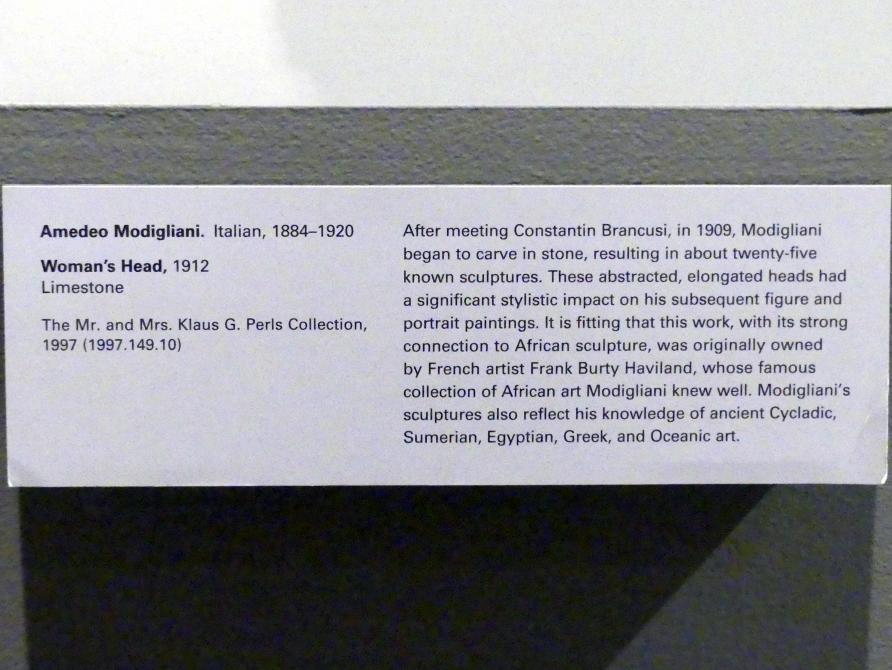 Amedeo Modigliani. Italian, 1884–1920
Woman's Head, 1912
Limestone
The Mr. and Mrs. Klaus G. Perls Collection,
1997 (1997.149.10)
After meeting Constantin Brancusi, in 1909, Modigliani
began to carve in stone, resulting in about twenty-five
known sculptures. These abstracted, elongated heads had
a significant stylistic impact on his subsequent figure and
portrait paintings. It is fitting that this work, with its strong
connection to African sculpture, was originally owned
by French artist Frank Burty Haviland, whose famous
collection of African art Modigliani knew well. Modigliani's
sculptures also reflect his knowledge of ancient Cycladic,
Sumerian, Egyptian, Greek, and Oceanic art.